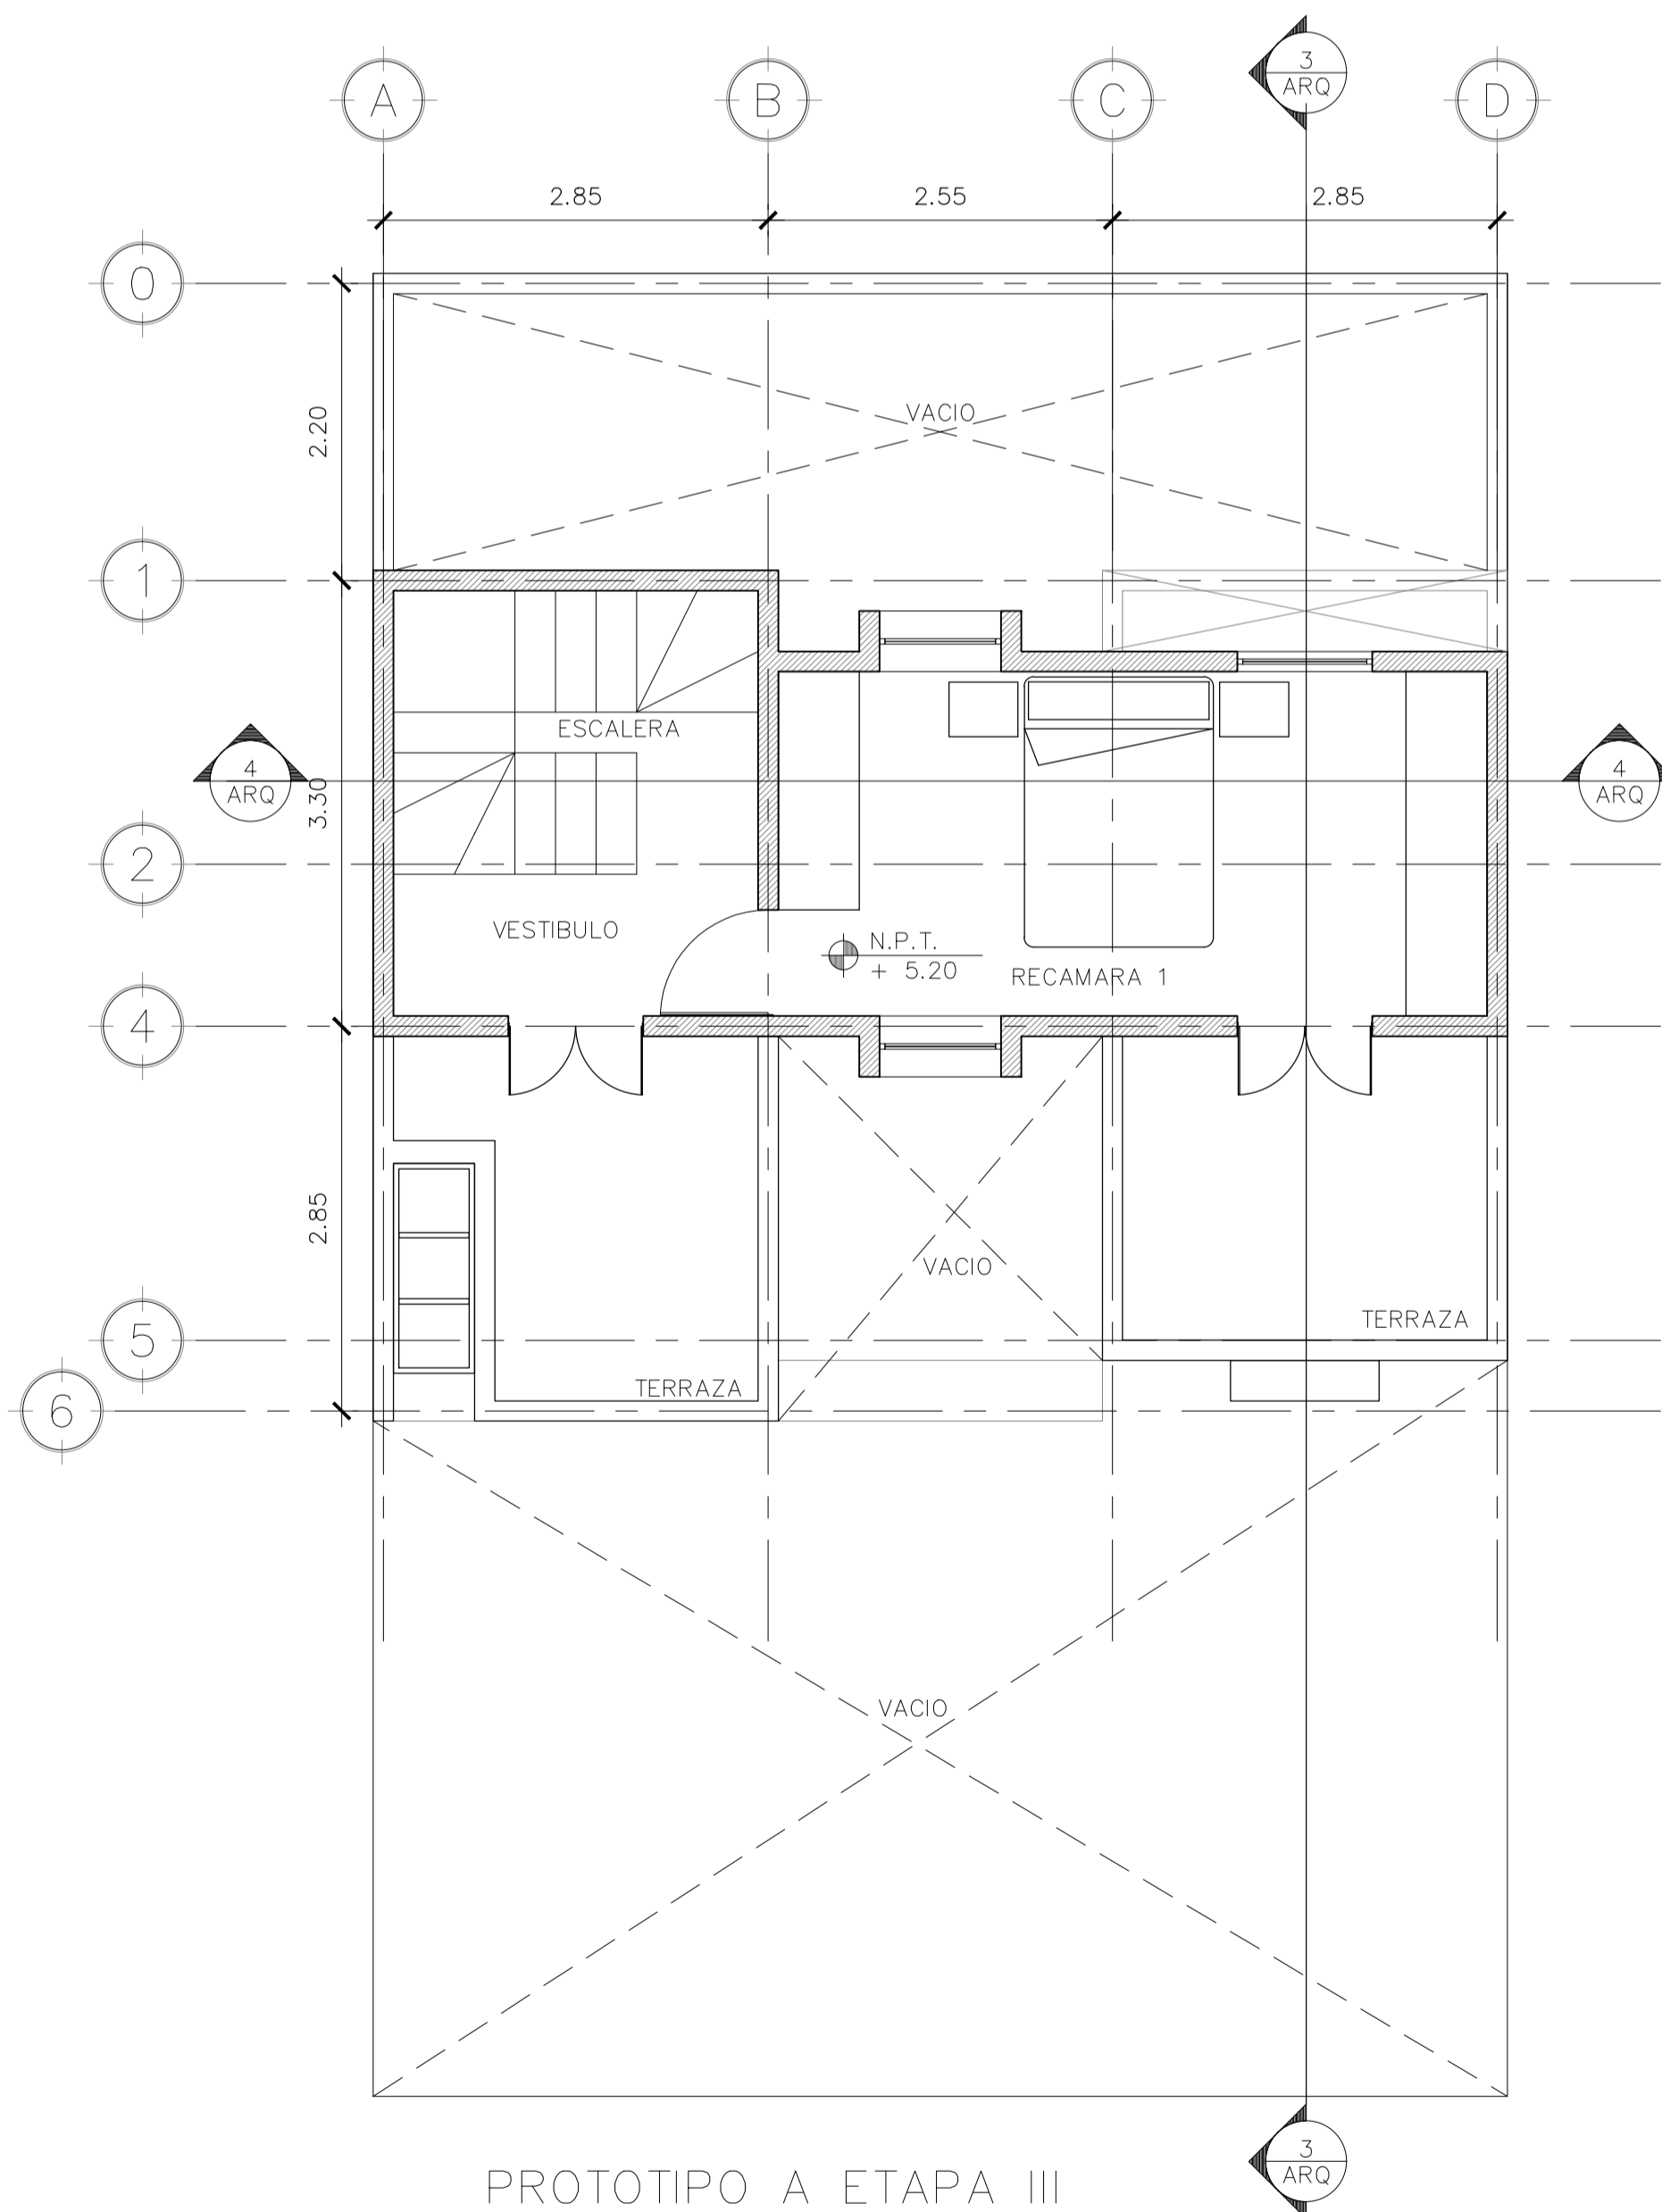 3
ARQ
A
B
C
D
2.85
2.55
2.85
0
2.20
VACIO
1
ESCALERA
4
ARQ
3.30
4
ARQ
2
VESTIBULO
N.P.T.
+ 5.20
RECAMARA 1
4
2.85
VACIO
5
TERRAZA
TERRAZA
6
VACIO
3
ARQ
PROTOTIPO A ETAPA III